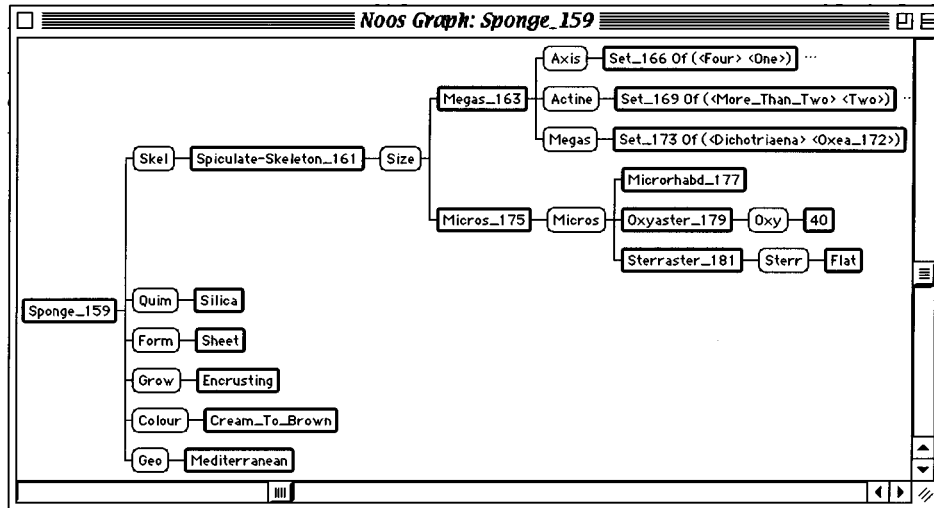 Noos Graph: Sponge_159
Axis Set_166 Of (<Four> <One>) ...
Megas_163 Actine Set_169 Of (<More_Than_Two> <Two>) ..
Megas Set_173 Of (<Dichotriaena> <Oxea_172>)
Skel Spiculate-Skeleton_161 Size
Microrhabd_177
Micros_175 Micros Oxyaster_179 Oxy 40
Sterraster_181 Sterr Flat
Quim Silica
Sponge_159
Form Sheet
Grow Encrusting
Colour Cream_To_Brown
Geo Mediterranean